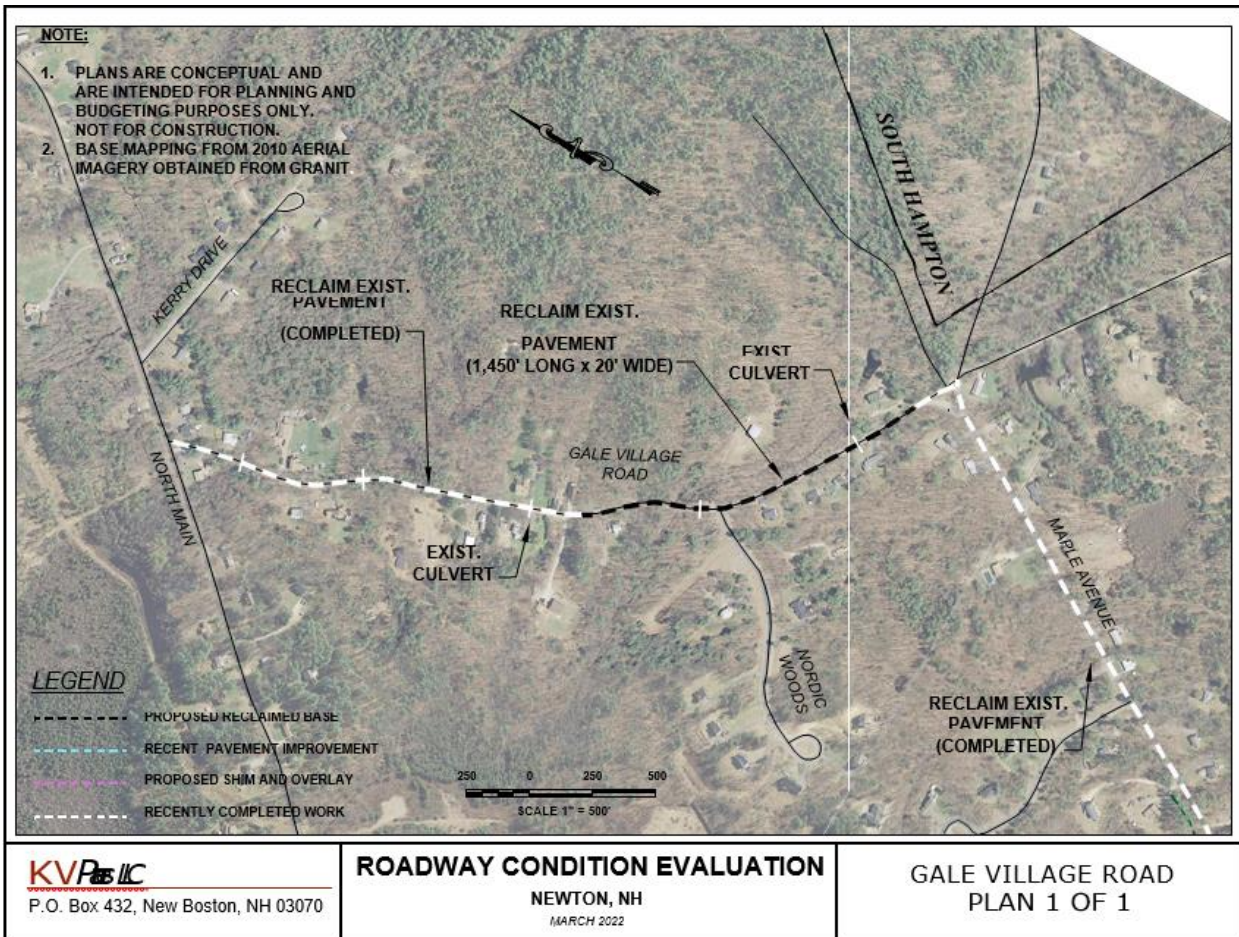 NOTE:
1. PLANS ARE CONCEPTUAL AND
ARE INTENDED FOR PLANNING AND
BUDGETING PURPOSES ONLY.
NOT FOR CONSTRUCTION.
2. BASE MAPPING FROM 2010 AERIAL
IMAGERY OBTAINED FROM GRANIT
KERRY DRIVE
SOUTH HAMPTON
RECLAIM EXIST.
PAVEMENT
(COMPLETED)
RECLAIM EXIST.
PAVEMENT
(1,450' LONG x 20' WIDE)
EXIST.
CULVERT
NORTH MAIN
GALE VILLAGE
ROAD
EXIST.
CULVERT
MAPLE AVENUE
NORDIC
WOODS
RECLAIM EXIST.
PAVEMENT
(COMPLETED)
LEGEND
PROPOSED RECLAIMED BASE
RECENT PAVEMENT IMPROVEMENT
PROPOSED SHIM AND OVERLAY
RECENTLY COMPLETED WORK
250 0 250 500
SCALE 1" = 500'
KV
LLC
P.O. Box 432, New Boston, NH 03070
ROADWAY CONDITION EVALUATION
NEWTON, NH
MARCH 2022
GALE VILLAGE ROAD
PLAN 1 OF 1